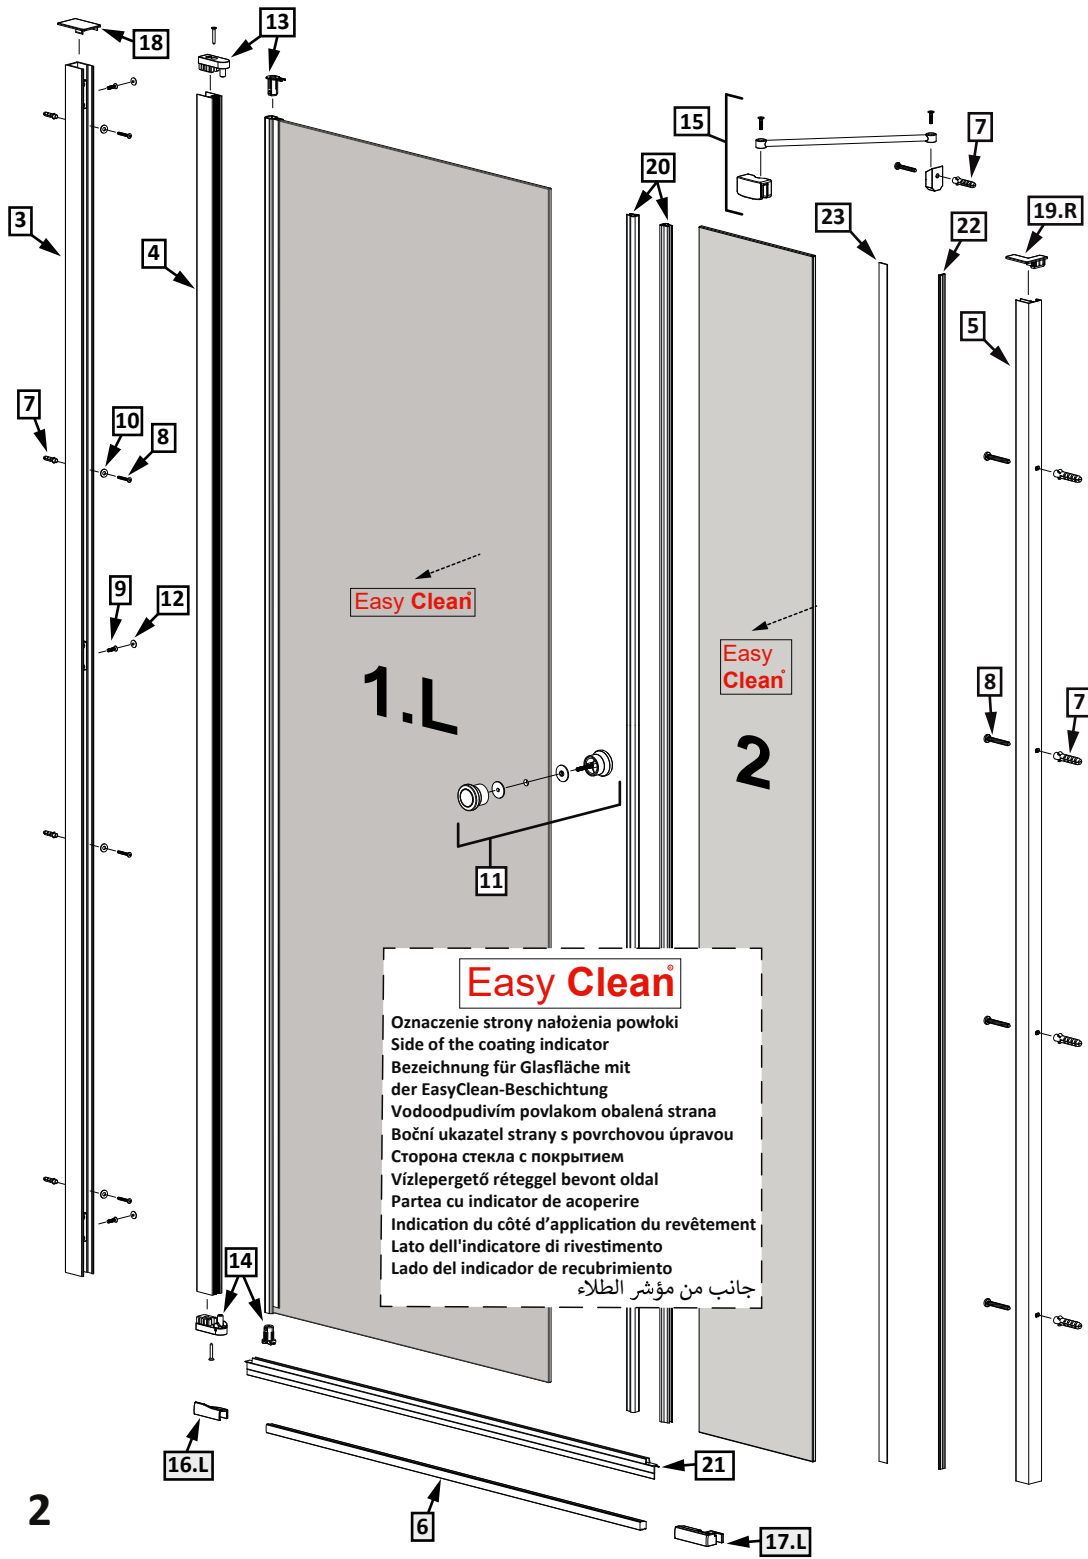 13
18
15
7
20
19.R
3
23
22
4
5
7
10
8
Easy Clean®
9
12
Easy
Clean®
1.L
8
7
2
11
Easy Clean®
Oznaczenie strony nałożenia powłoki
Side of the coating indicator
Bezeichnung für Glasfläche mit
der EasyClean-Beschichtung
Vodoodpudivím povlakom obalená strana
Boční ukazatel strany s povrchovou úpravou
Сторона стекла с покрытием
Vízlepergető réteggel bevont oldal
Partea cu indicator de acoperire
Indication du côté d'application du revêtement
Lato dell'indicatore di rivestimento
Lado del indicador de recubrimiento
جانب من مؤشر الطلاء
14
16.L
21
6
17.L
2